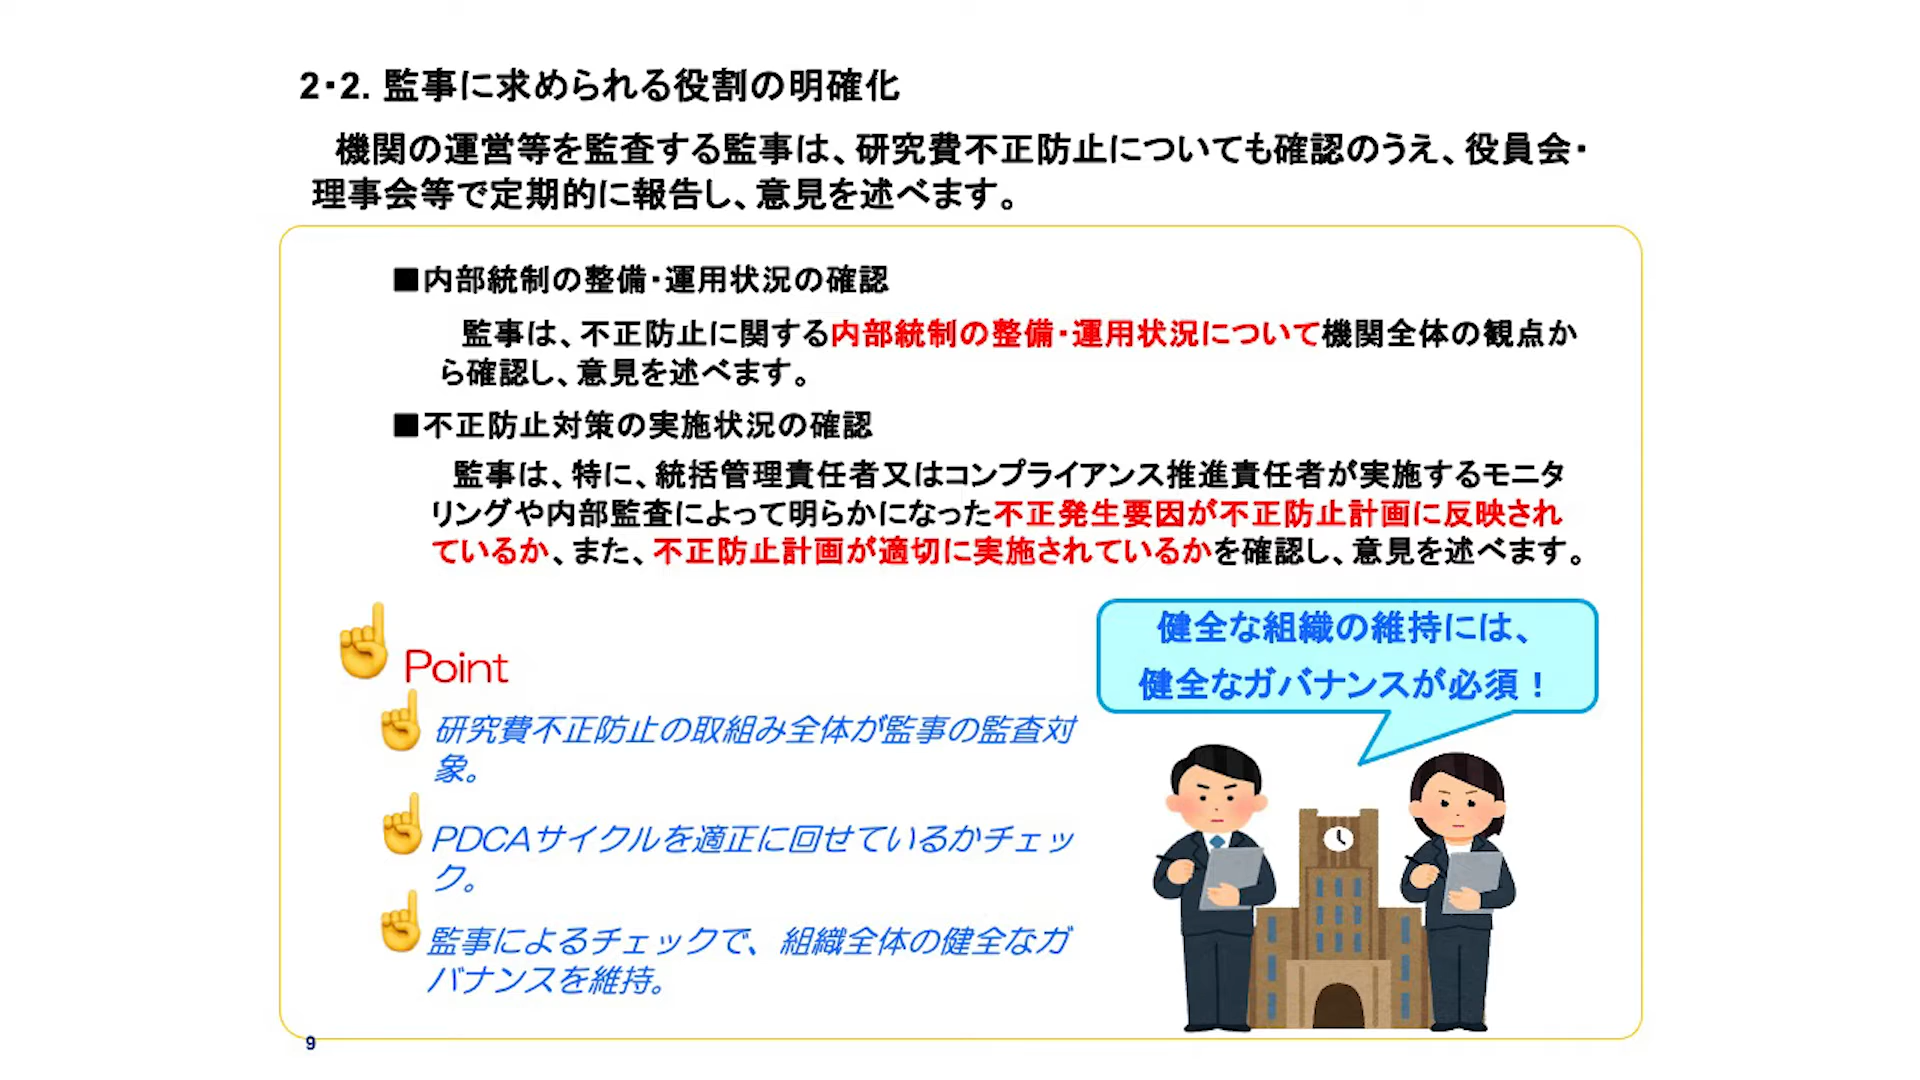 2・2. 監事に求められる役割の明確化
機関の運営等を監査する監事は、研究費不正防止についても確認のうえ、役員会・
理事会等で定期的に報告し、意見を述べます。
■内部統制の整備・運用状況の確認
監事は、不正防止に関する内部統制の整備・運用状況について機関全体の観点か
ら確認し、意見を述べます。
■不正防止対策の実施状況の確認
監事は、特に、統括管理責任者又はコンプライアンス推進責任者が実施するモニタ
リングや内部監査によって明らかになった不正発生要因が不正防止計画に反映され
ているか、また、不正防止計画が適切に実施されているかを確認し、意見を述べます。
Point
研究費不正防止の取組み全体が監事の監査対
象。
PDCAサイクルを適正に回せているかチェッ
ク。
監事によるチェックで、組織全体の健全なガ
バナンスを維持。
健全な組織の維持には、
健全なガバナンスが必須！
9